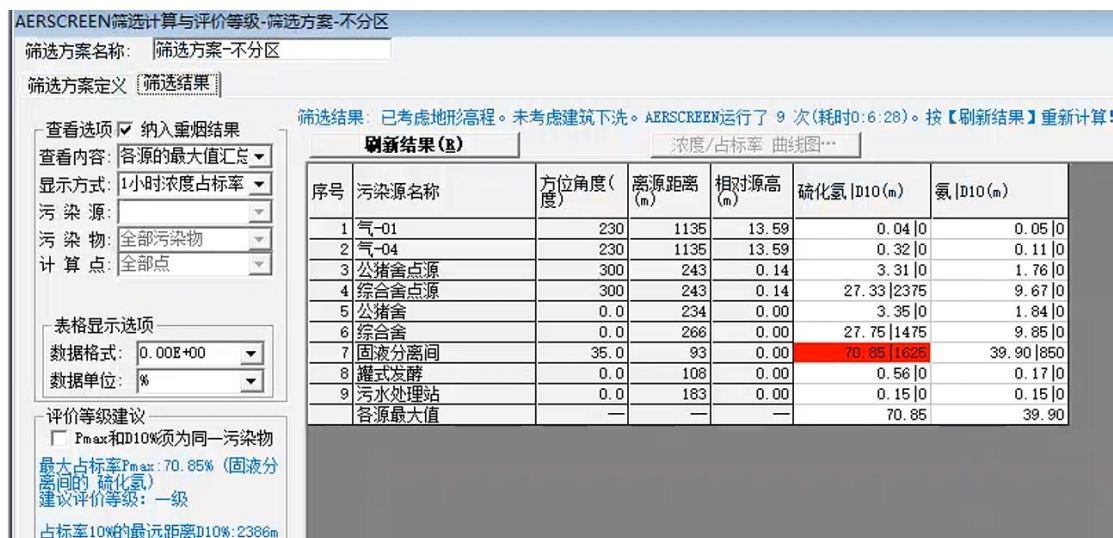 AERSCREEN筛选计算与评价等级-筛选方案-不分区
筛选方案名称: 筛选方案-不分区
筛选方案定义 筛选结果
筛选结果: 已考虑地形高程。未考虑建筑下洗。AERSCREEN运行了 9 次(耗时0:6:28)。按【刷新结果】重新计算!
查看选项 纳入重烟结果
刷新结果(R) 浓度/占标率 曲线图…
查看内容: 各源的最大值汇总
显示方式: 1小时浓度占标率
污 染 源:
污 染 物: 全部污染物
计 算 点: 全部点
表格显示选项
数据格式: 0.00E+00
数据单位: %
评价等级建议
Pmax和D10%须为同一污染物
最大占标率Pmax:70.85% (固液分
离间的 硫化氢)
建议评价等级: 一级
占标率10%的最远距离D10%:2386m
序号 污染源名称 方位角度(度) 离源距离(m) 相对源高(m) 硫化氢|D10(m) 氨|D10(m)
1 气-01 230 1135 13.59 0.04|0 0.05|0
2 气-04 230 1135 13.59 0.32|0 0.11|0
3 公猪舍点源 300 243 0.14 3.31|0 1.76|0
4 综合舍点源 300 243 0.14 27.33|2375 9.67|0
5 公猪舍 0.0 234 0.00 3.35|0 1.84|0
6 综合舍 0.0 266 0.00 27.75|1475 9.85|0
7 固液分离间 35.0 93 0.00 70.85|1625 39.90|850
8 罐式发酵 0.0 108 0.00 0.56|0 0.17|0
9 污水处理站 0.0 183 0.00 0.15|0 0.15|0
各源最大值 — — — 70.85 39.90